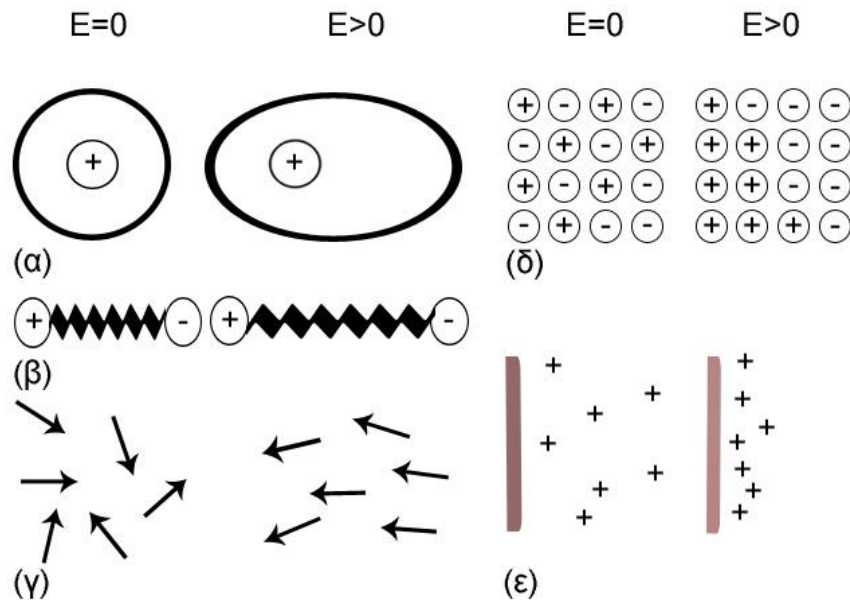 E=0 E>0 E=0 E>0
+ + + - + - + - - -
- + - + + + - -
+ - + - + + - -
- + - - + + + -
(α) (δ)
+ - + -
(β)
+ + + + + + +
+ + + + + + +
(γ) (ε)